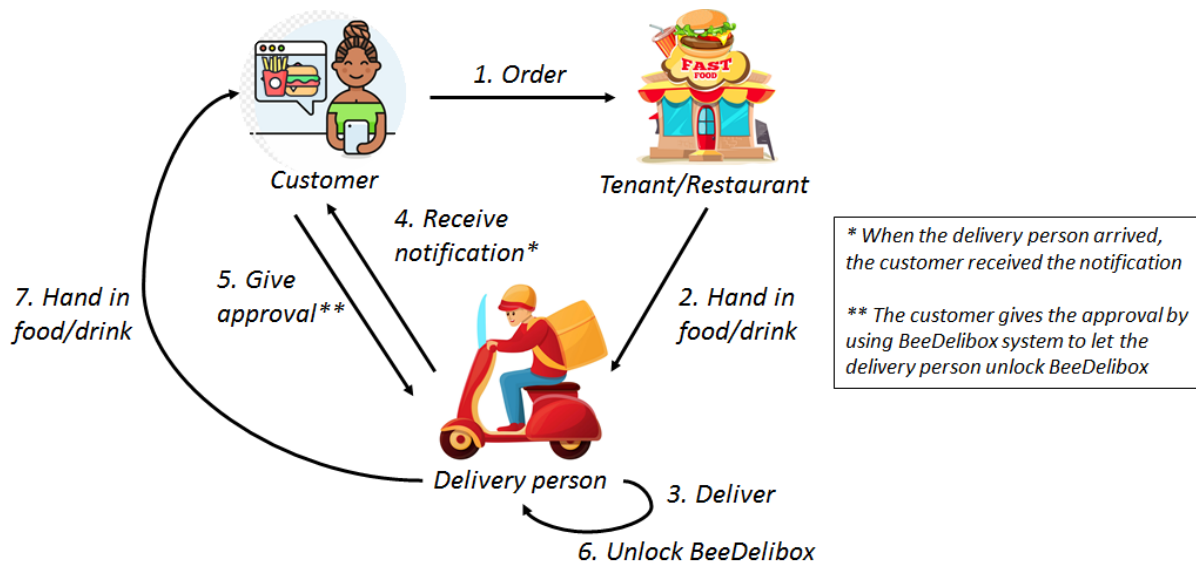 1. Order
FAST
FOOD
Customer
Tenant/Restaurant
4. Receive
notification*
5. Give
approval**
7. Hand in
food/drink
2. Hand in
food/drink
* When the delivery person arrived,
the customer received the notification
** The customer gives the approval by
using BeeDelibox system to let the
delivery person unlock BeeDelibox
Delivery person
3. Deliver
6. Unlock BeeDelibox